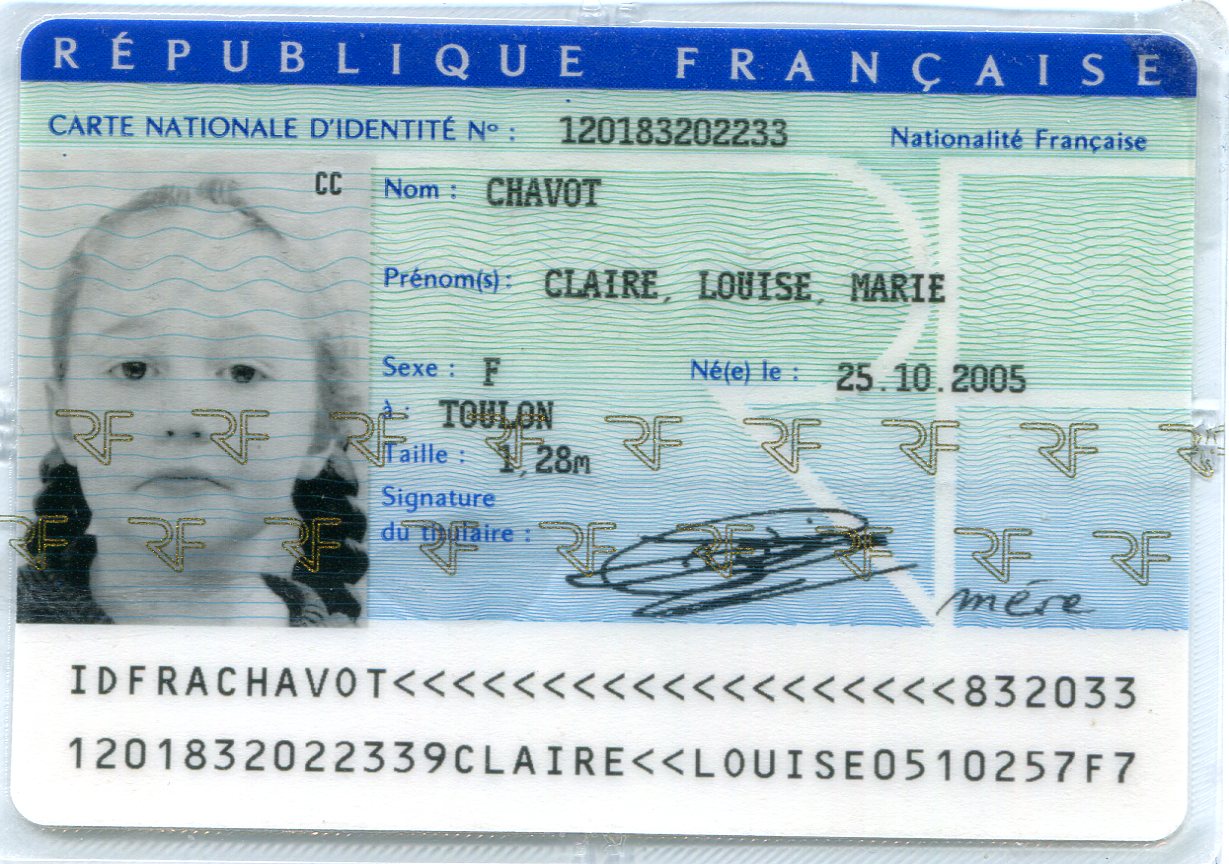 RÉPUBLIQUE FRANÇAISE
CARTE NATIONALE D'IDENTITÉ Nº : 120183202233 Nationalité Française
CC
Nom : CHAVOT
Prénom(s) : CLAIRE, LOUISE, MARIE
Sexe : F Né(e) le : 25.10.2005
à : TOULON
Taille : 1,28m
Signature
du titulaire :
mère
RF RF RF RF RF RF RF RF RF
RF RF RF RF RF RF RF RF RF
IDFRACHAVOT<<<<<<<<<<<<<<<<<<<832033
1201832022339CLAIRE<<LOUISE0510257F7